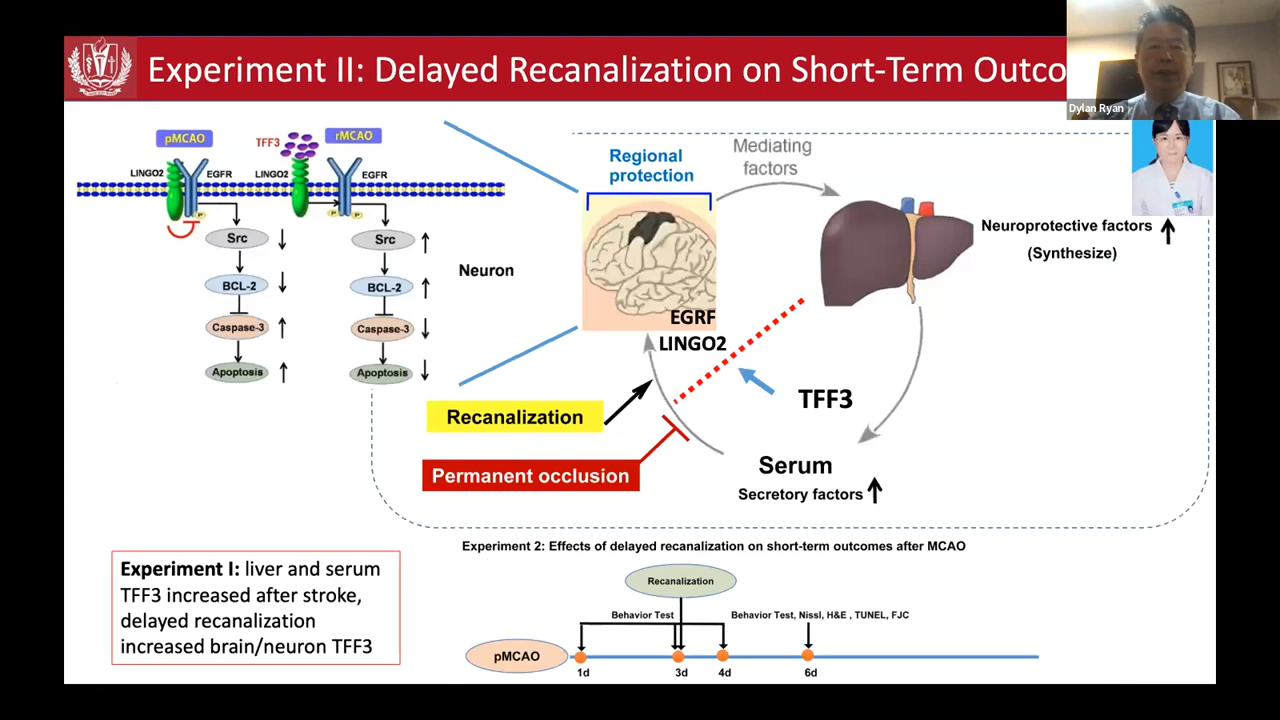 Experiment II: Delayed Recanalization on Short-Term Outco
Dylan Ryan
pMCAO
TFF3
rMCAO
LINGO2
EGFR
LINGO2
EGFR
P
P
P
Src
Src
BCL-2
BCL-2
Caspase-3
Caspase-3
Apoptosis
Apoptosis
Neuron
Regional
protection
Mediating
factors
Neuroprotective factors
(Synthesize)
EGRF
LINGO2
TFF3
Recanalization
Permanent occlusion
Serum
Secretory factors
Experiment I: liver and serum
TFF3 increased after stroke,
delayed recanalization
increased brain/neuron TFF3
Experiment 2: Effects of delayed recanalization on short-term outcomes after MCAO
Recanalization
Behavior Test
Behavior Test, Nissl, H&E , TUNEL, FJC
pMCAO
1d
3d
4d
6d